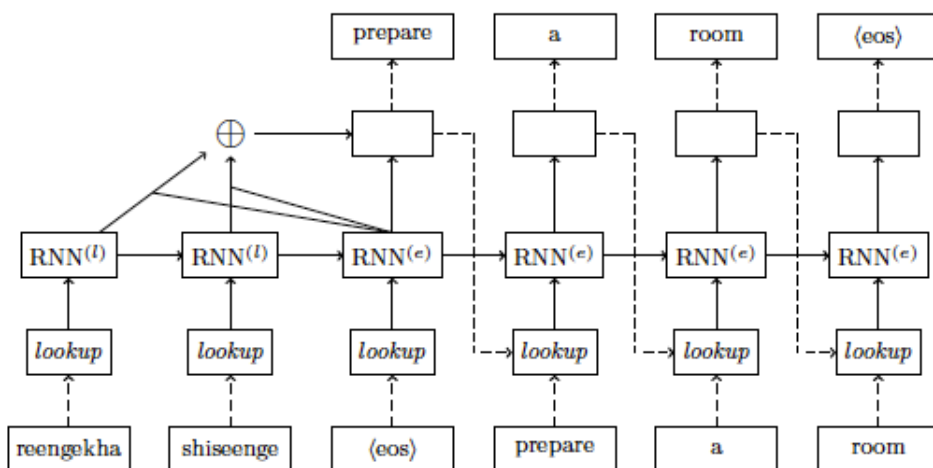 prepare a room ⟨eos⟩
⊕
RNN(l) RNN(l) RNN(e) RNN(e) RNN(e) RNN(e)
lookup lookup lookup lookup lookup lookup
reengekha shiseenge ⟨eos⟩ prepare a room